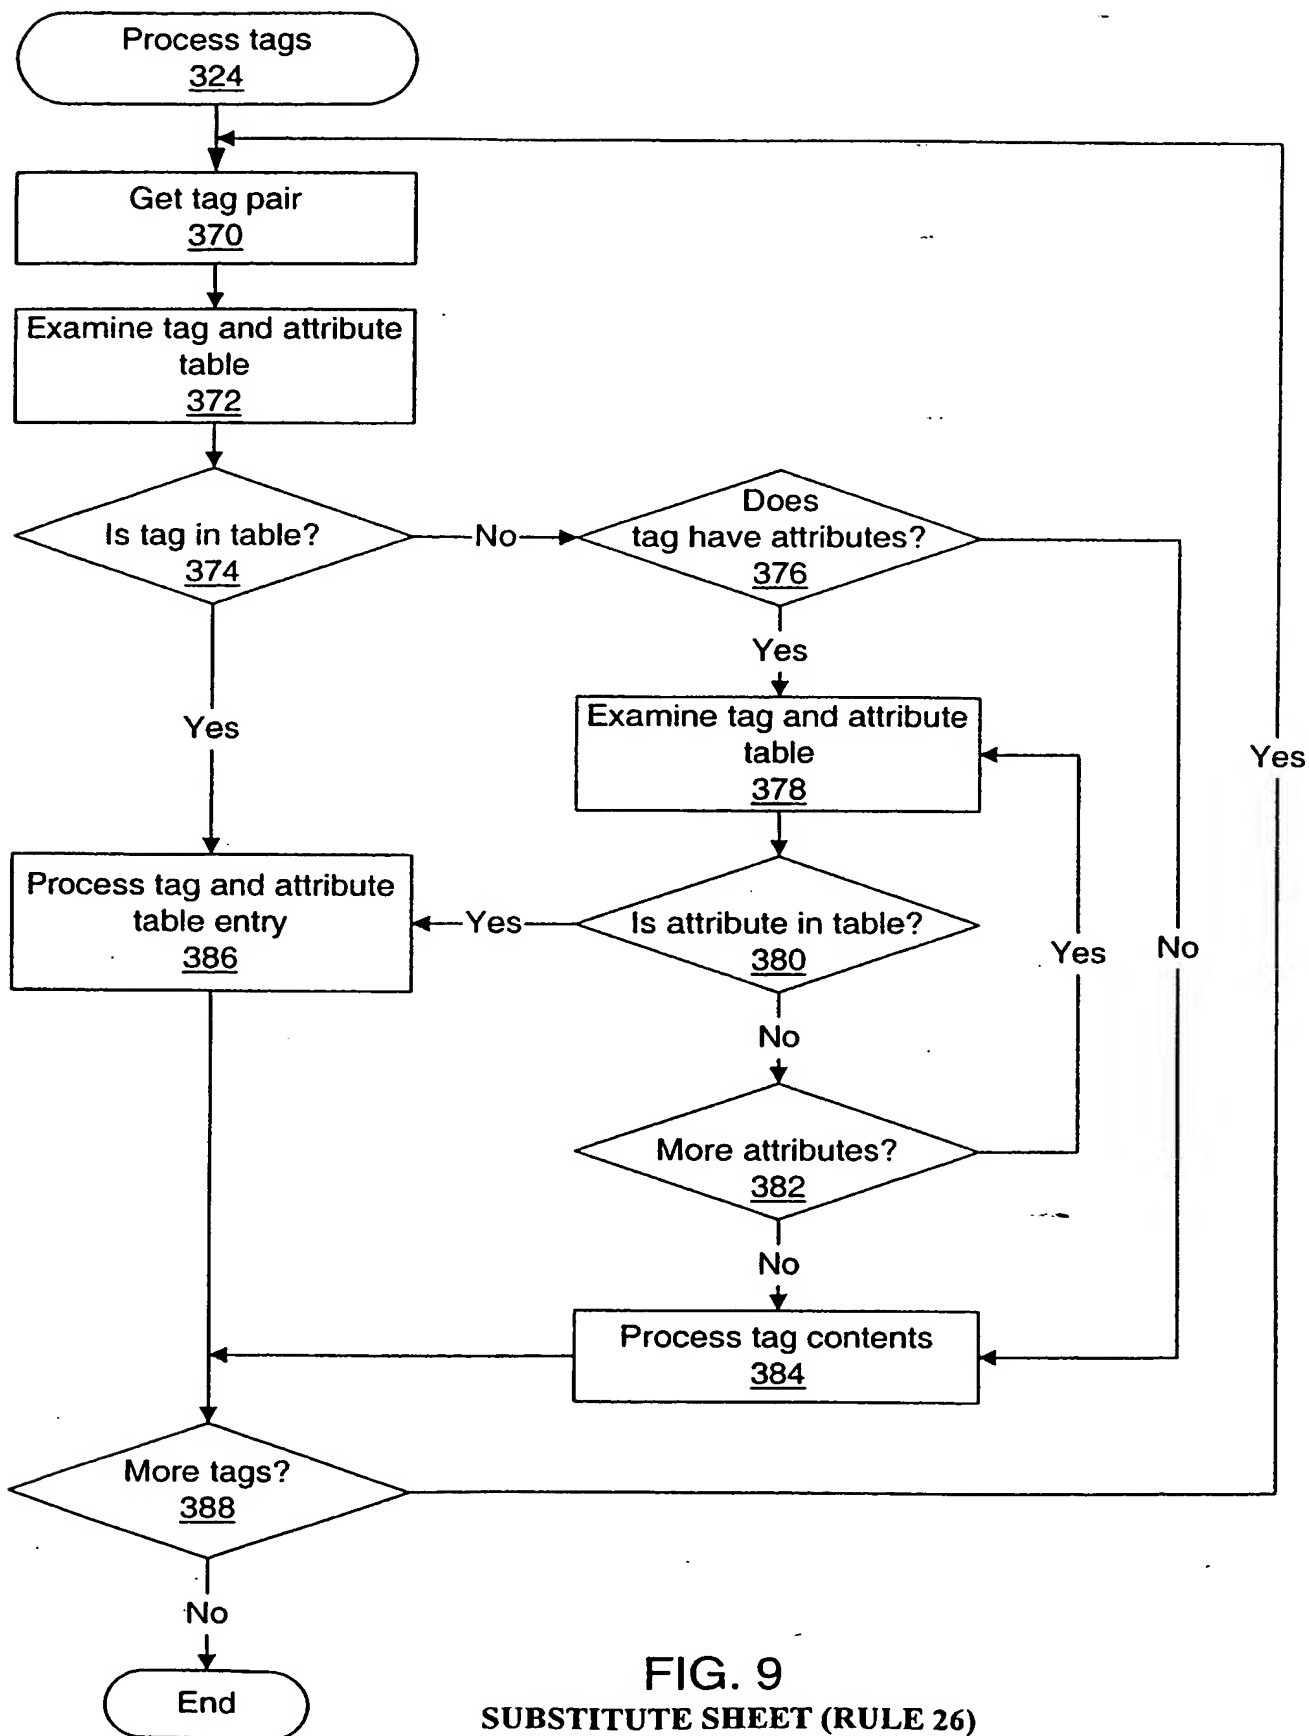 Process tags
324
Get tag pair
370
Examine tag and attribute
table
372
Is tag in table?
374
No
Does
tag have attributes?
376
Yes
Yes
Examine tag and attribute
table
378
Yes
Process tag and attribute
table entry
386
Yes
Is attribute in table?
380
Yes
No
No
More attributes?
382
No
Process tag contents
384
More tags?
388
No
End
FIG. 9
SUBSTITUTE SHEET (RULE 26)